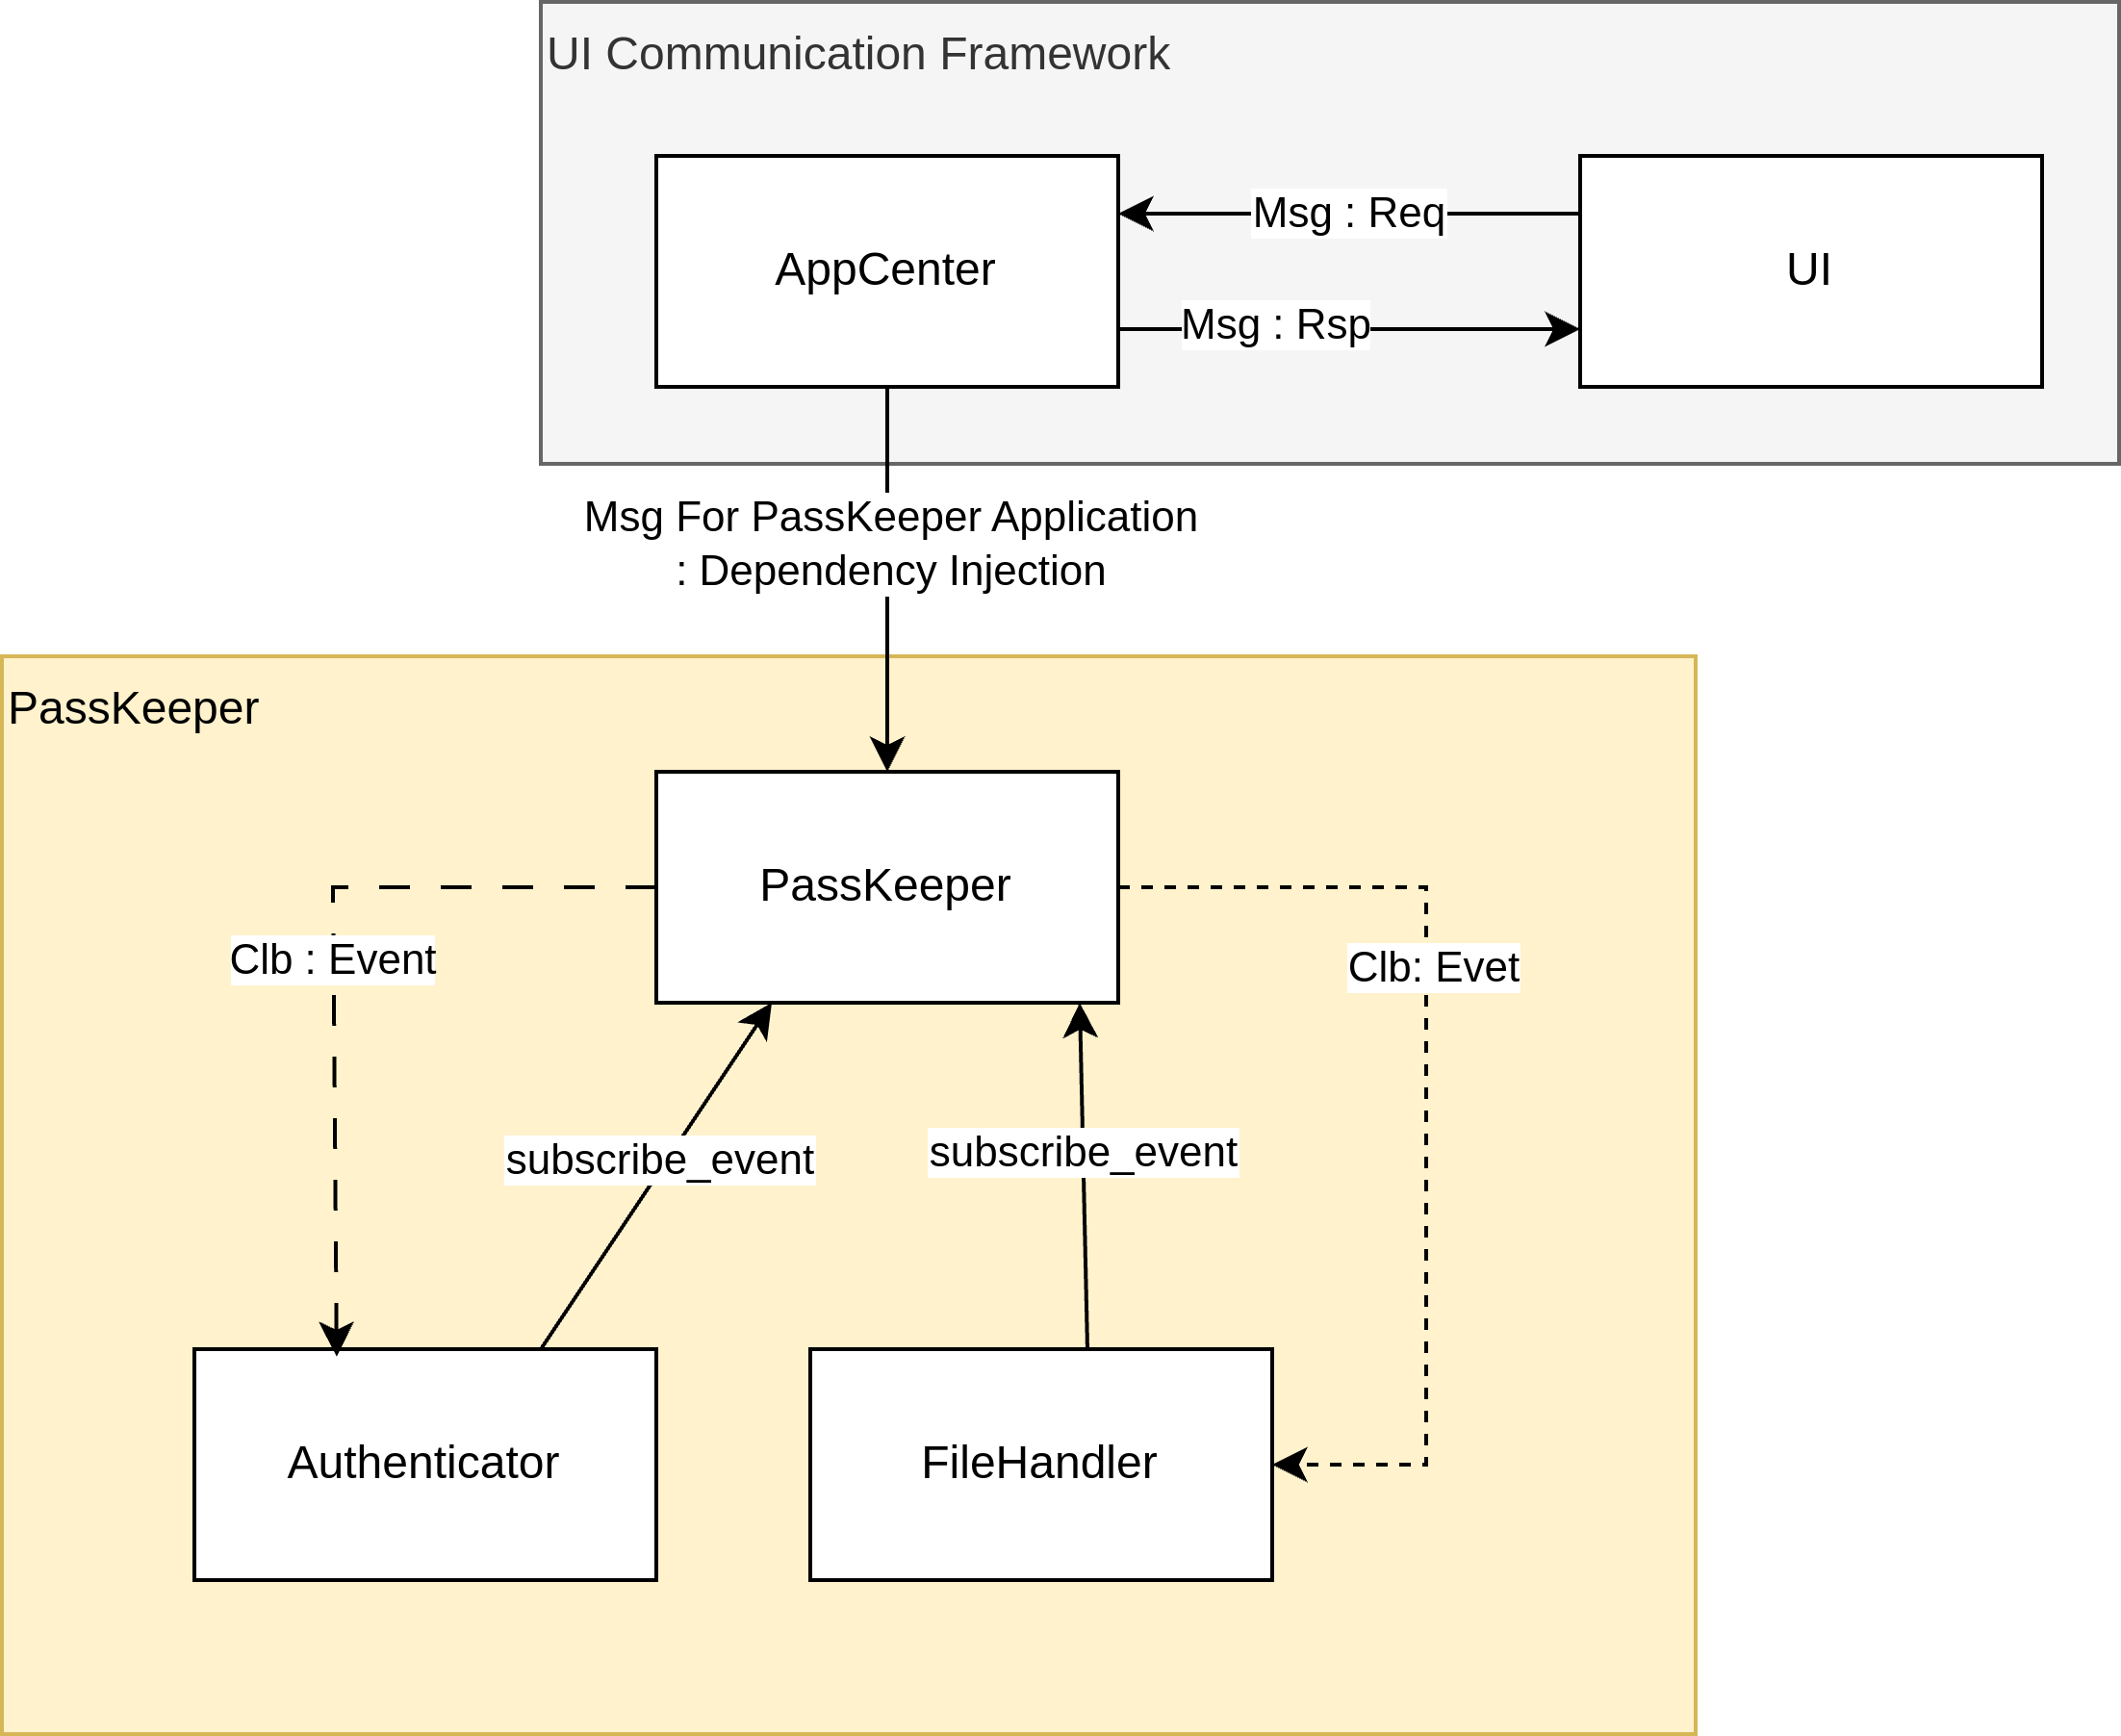 UI Communication Framework
AppCenter
Msg : Req
UI
Msg : Rsp
Msg For PassKeeper Application
: Dependency Injection
PassKeeper
PassKeeper
Clb : Event
Clb: Evet
subscribe_event
subscribe_event
Authenticator
FileHandler